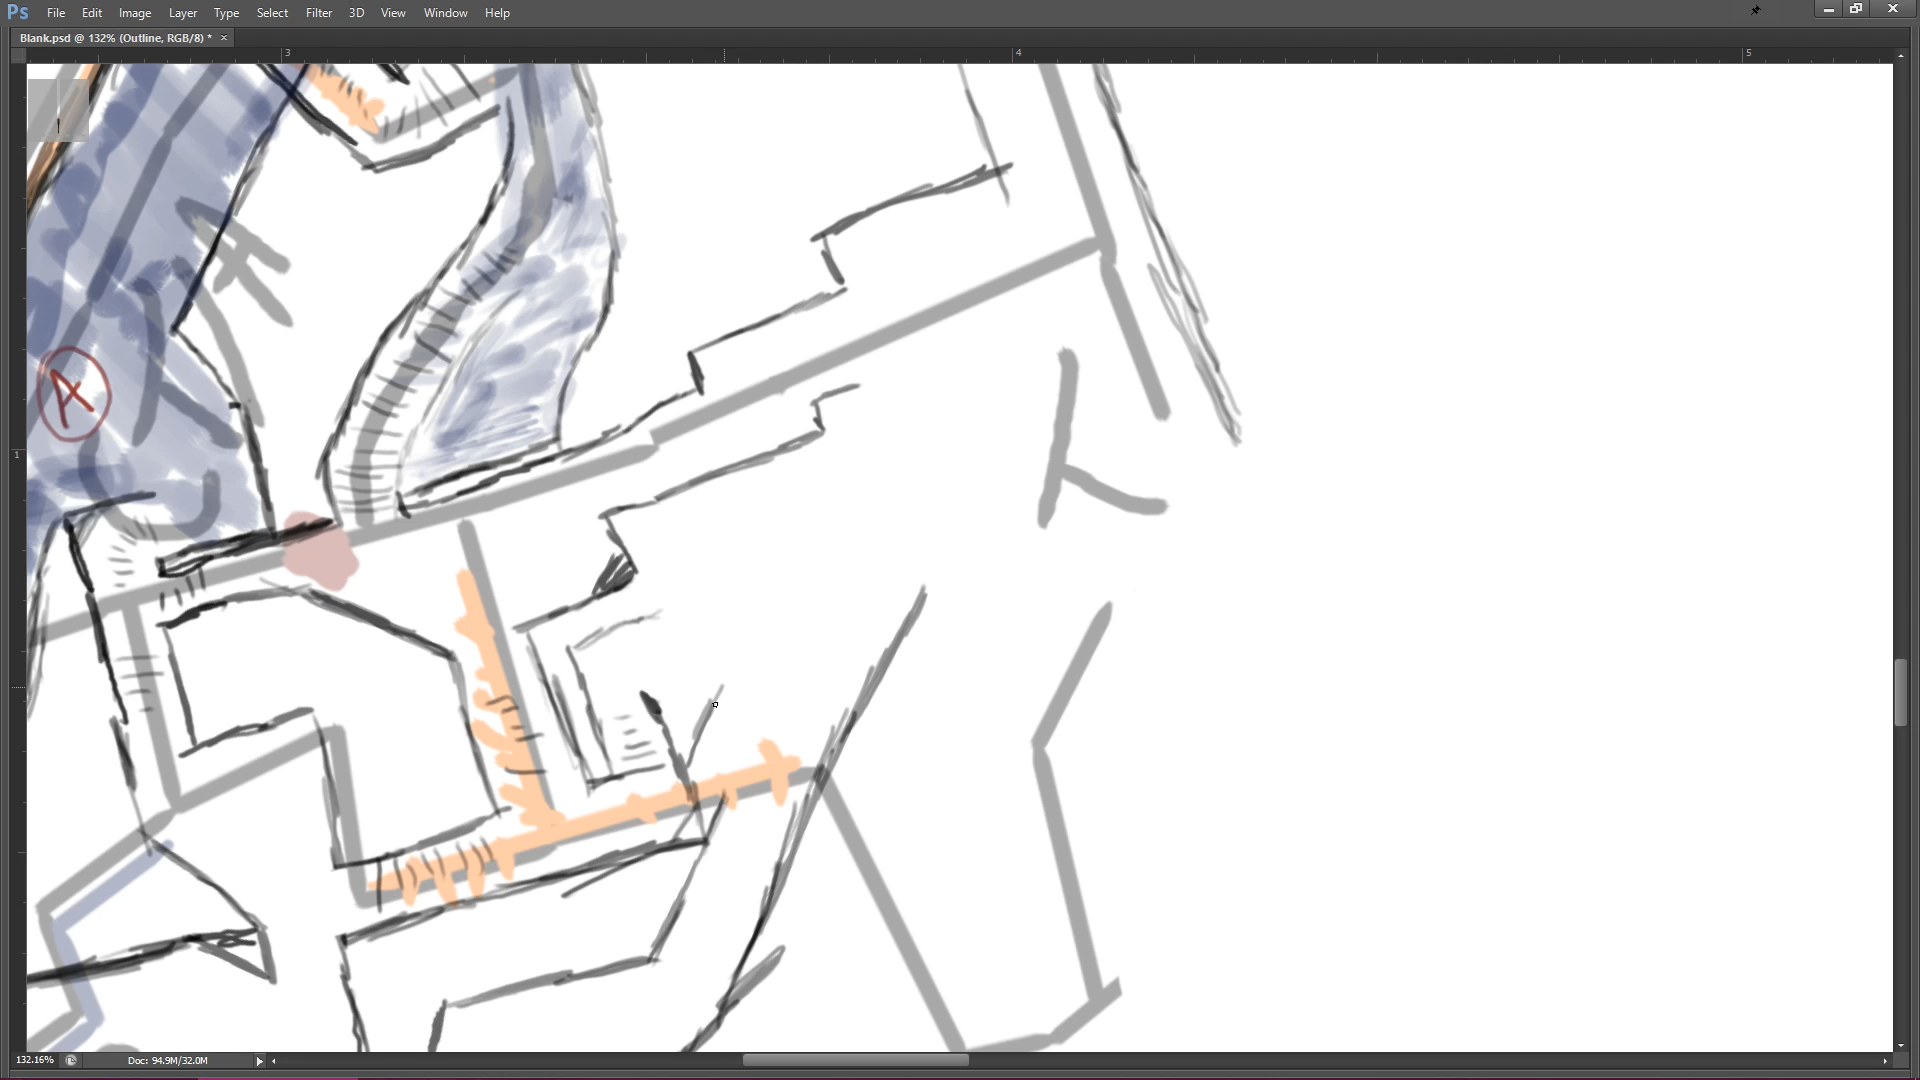 Ps File Edit Image Layer Type Select Filter 3D View Window Help
Blank.psd @ 132% (Outline, RGB/8) * ×
3 4 5
A
1
132.16% Doc: 94.9M/32.0M